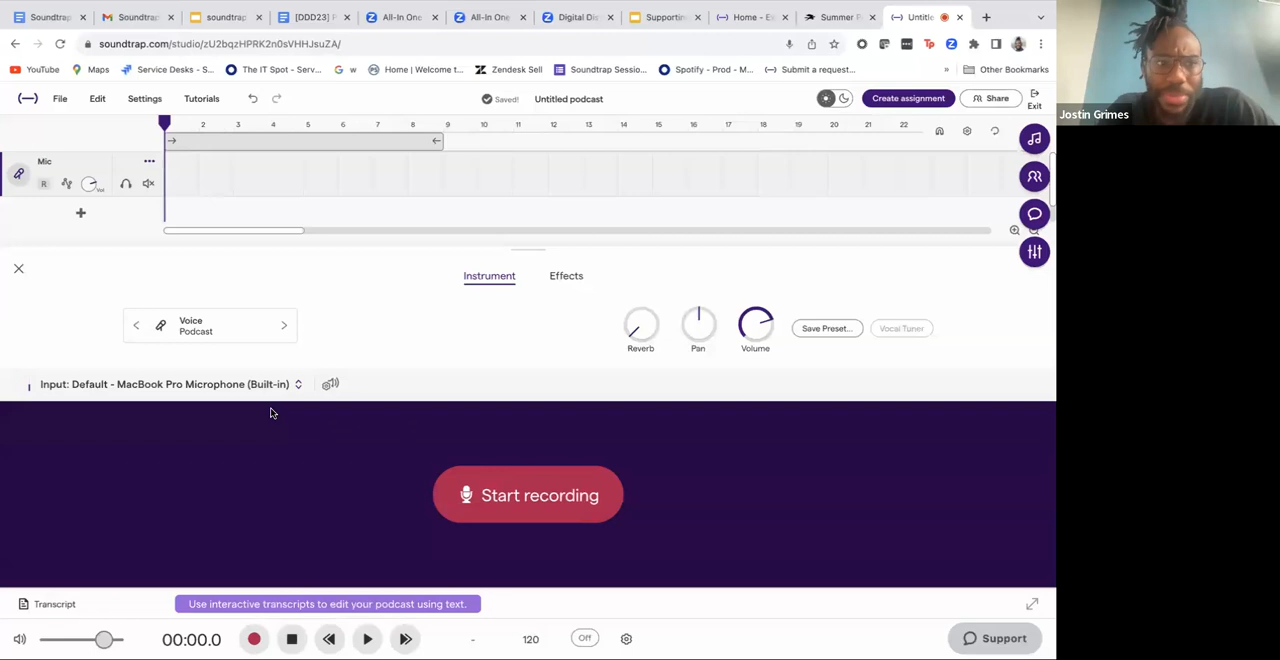 Soundtrap
Soundtrap
soundtrap
[DDD23] P
All-In One
All-In One
Digital Dis
Supportin
Home - E
Summer R
Untitle
soundtrap.com/studio/zU2bqzHPRK2n0sVHHJsuZA/
YouTube
Maps
Service Desks - S...
The IT Spot - Serv...
w
Home | Welcome t...
Zendesk Sell
Soundtrap Sessio...
Spotify - Prod - M...
Submit a request...
»
Other Bookmarks
File
Edit
Settings
Tutorials
Saved!
Untitled podcast
Create assignment
Share
Exit
Jostin Grimes
2 3 4 5 6 7 8 9 10 11 12 13 14 15 16 17 18 19 20 21 22
Mic
R
Vol
Instrument
Effects
Voice
Podcast
Reverb
Pan
Volume
Save Preset...
Vocal Tuner
Input: Default - MacBook Pro Microphone (Built-in)
Start recording
Transcript
Use interactive transcripts to edit your podcast using text.
00:00.0
-
120
Off
Support